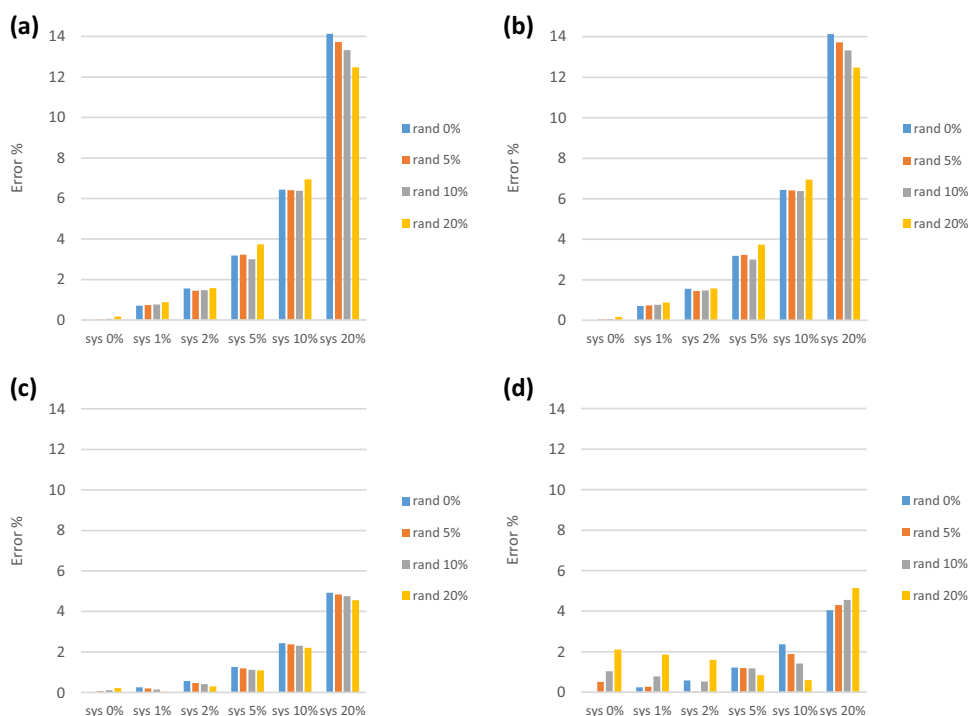 (a)
14
12
10
8
6
4
2
0
Error %
sys 0% sys 1% sys 2% sys 5% sys 10% sys 20%
rand 0%
rand 5%
rand 10%
rand 20%
(b)
14
12
10
8
6
4
2
0
Error %
sys 0% sys 1% sys 2% sys 5% sys 10% sys 20%
rand 0%
rand 5%
rand 10%
rand 20%
(c)
14
12
10
8
6
4
2
0
Error %
sys 0% sys 1% sys 2% sys 5% sys 10% sys 20%
rand 0%
rand 5%
rand 10%
rand 20%
(d)
14
12
10
8
6
4
2
0
Error %
sys 0% sys 1% sys 2% sys 5% sys 10% sys 20%
rand 0%
rand 5%
rand 10%
rand 20%